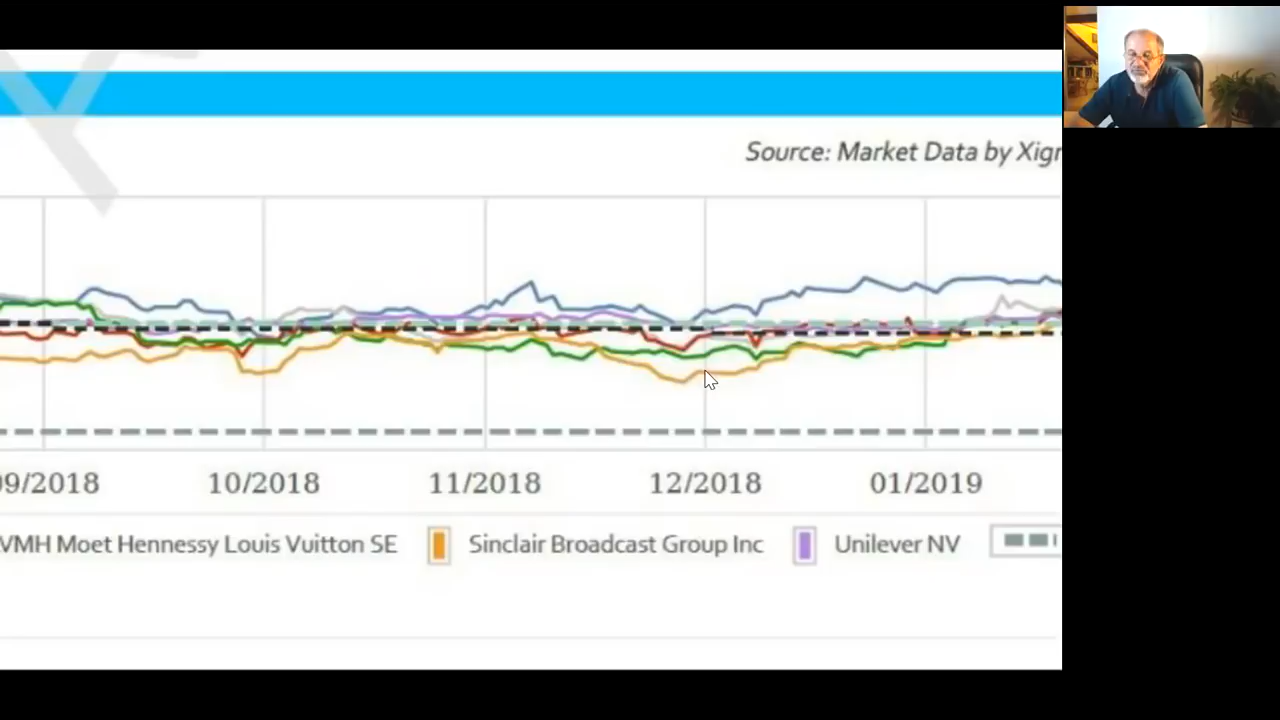 Source: Market Data by
09/2018 10/2018 11/2018 12/2018 01/2019
VMH Moet Hennessy Louis Vuitton SE Sinclair Broadcast Group Inc Unilever NV